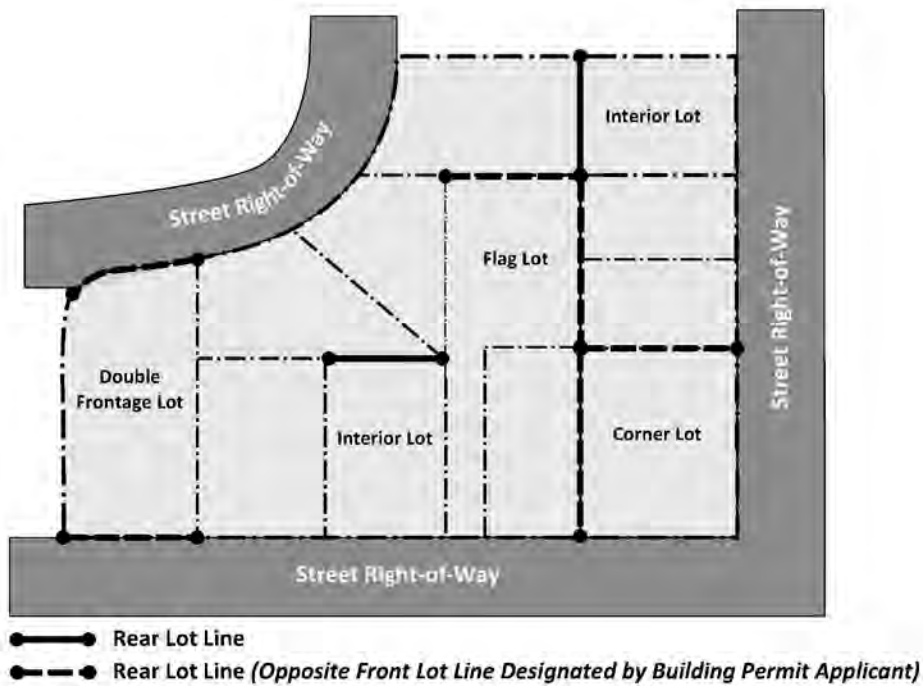 Interior Lot
Street Right-of-Way
Flag Lot
Street Right-of-Way
Double
Frontage Lot
Interior Lot
Corner Lot
Street Right-of-Way
Rear Lot Line
Rear Lot Line (Opposite Front Lot Line Designated by Building Permit Applicant)